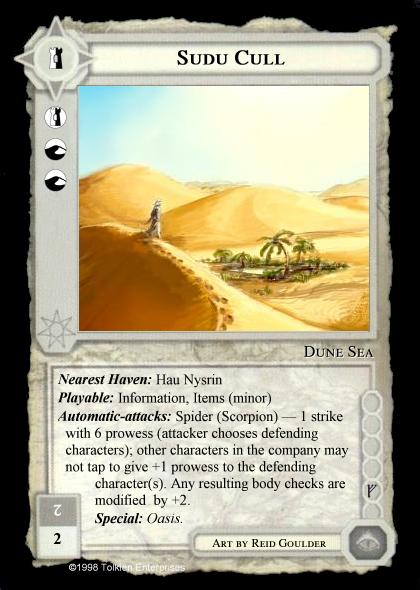 Sudu Cull
Dune Sea
Nearest Haven: Hau Nysrin
Playable: Information, Items (minor)
Automatic-attacks: Spider (Scorpion) — 1 strike
with 6 prowess (attacker chooses defending
characters); other characters in the company may
not tap to give +1 prowess to the defending
character(s). Any resulting body checks are
modified by +2.
Special: Oasis.
2
2
Art by Reid Goulder
©1998 Tolkien Enterprises